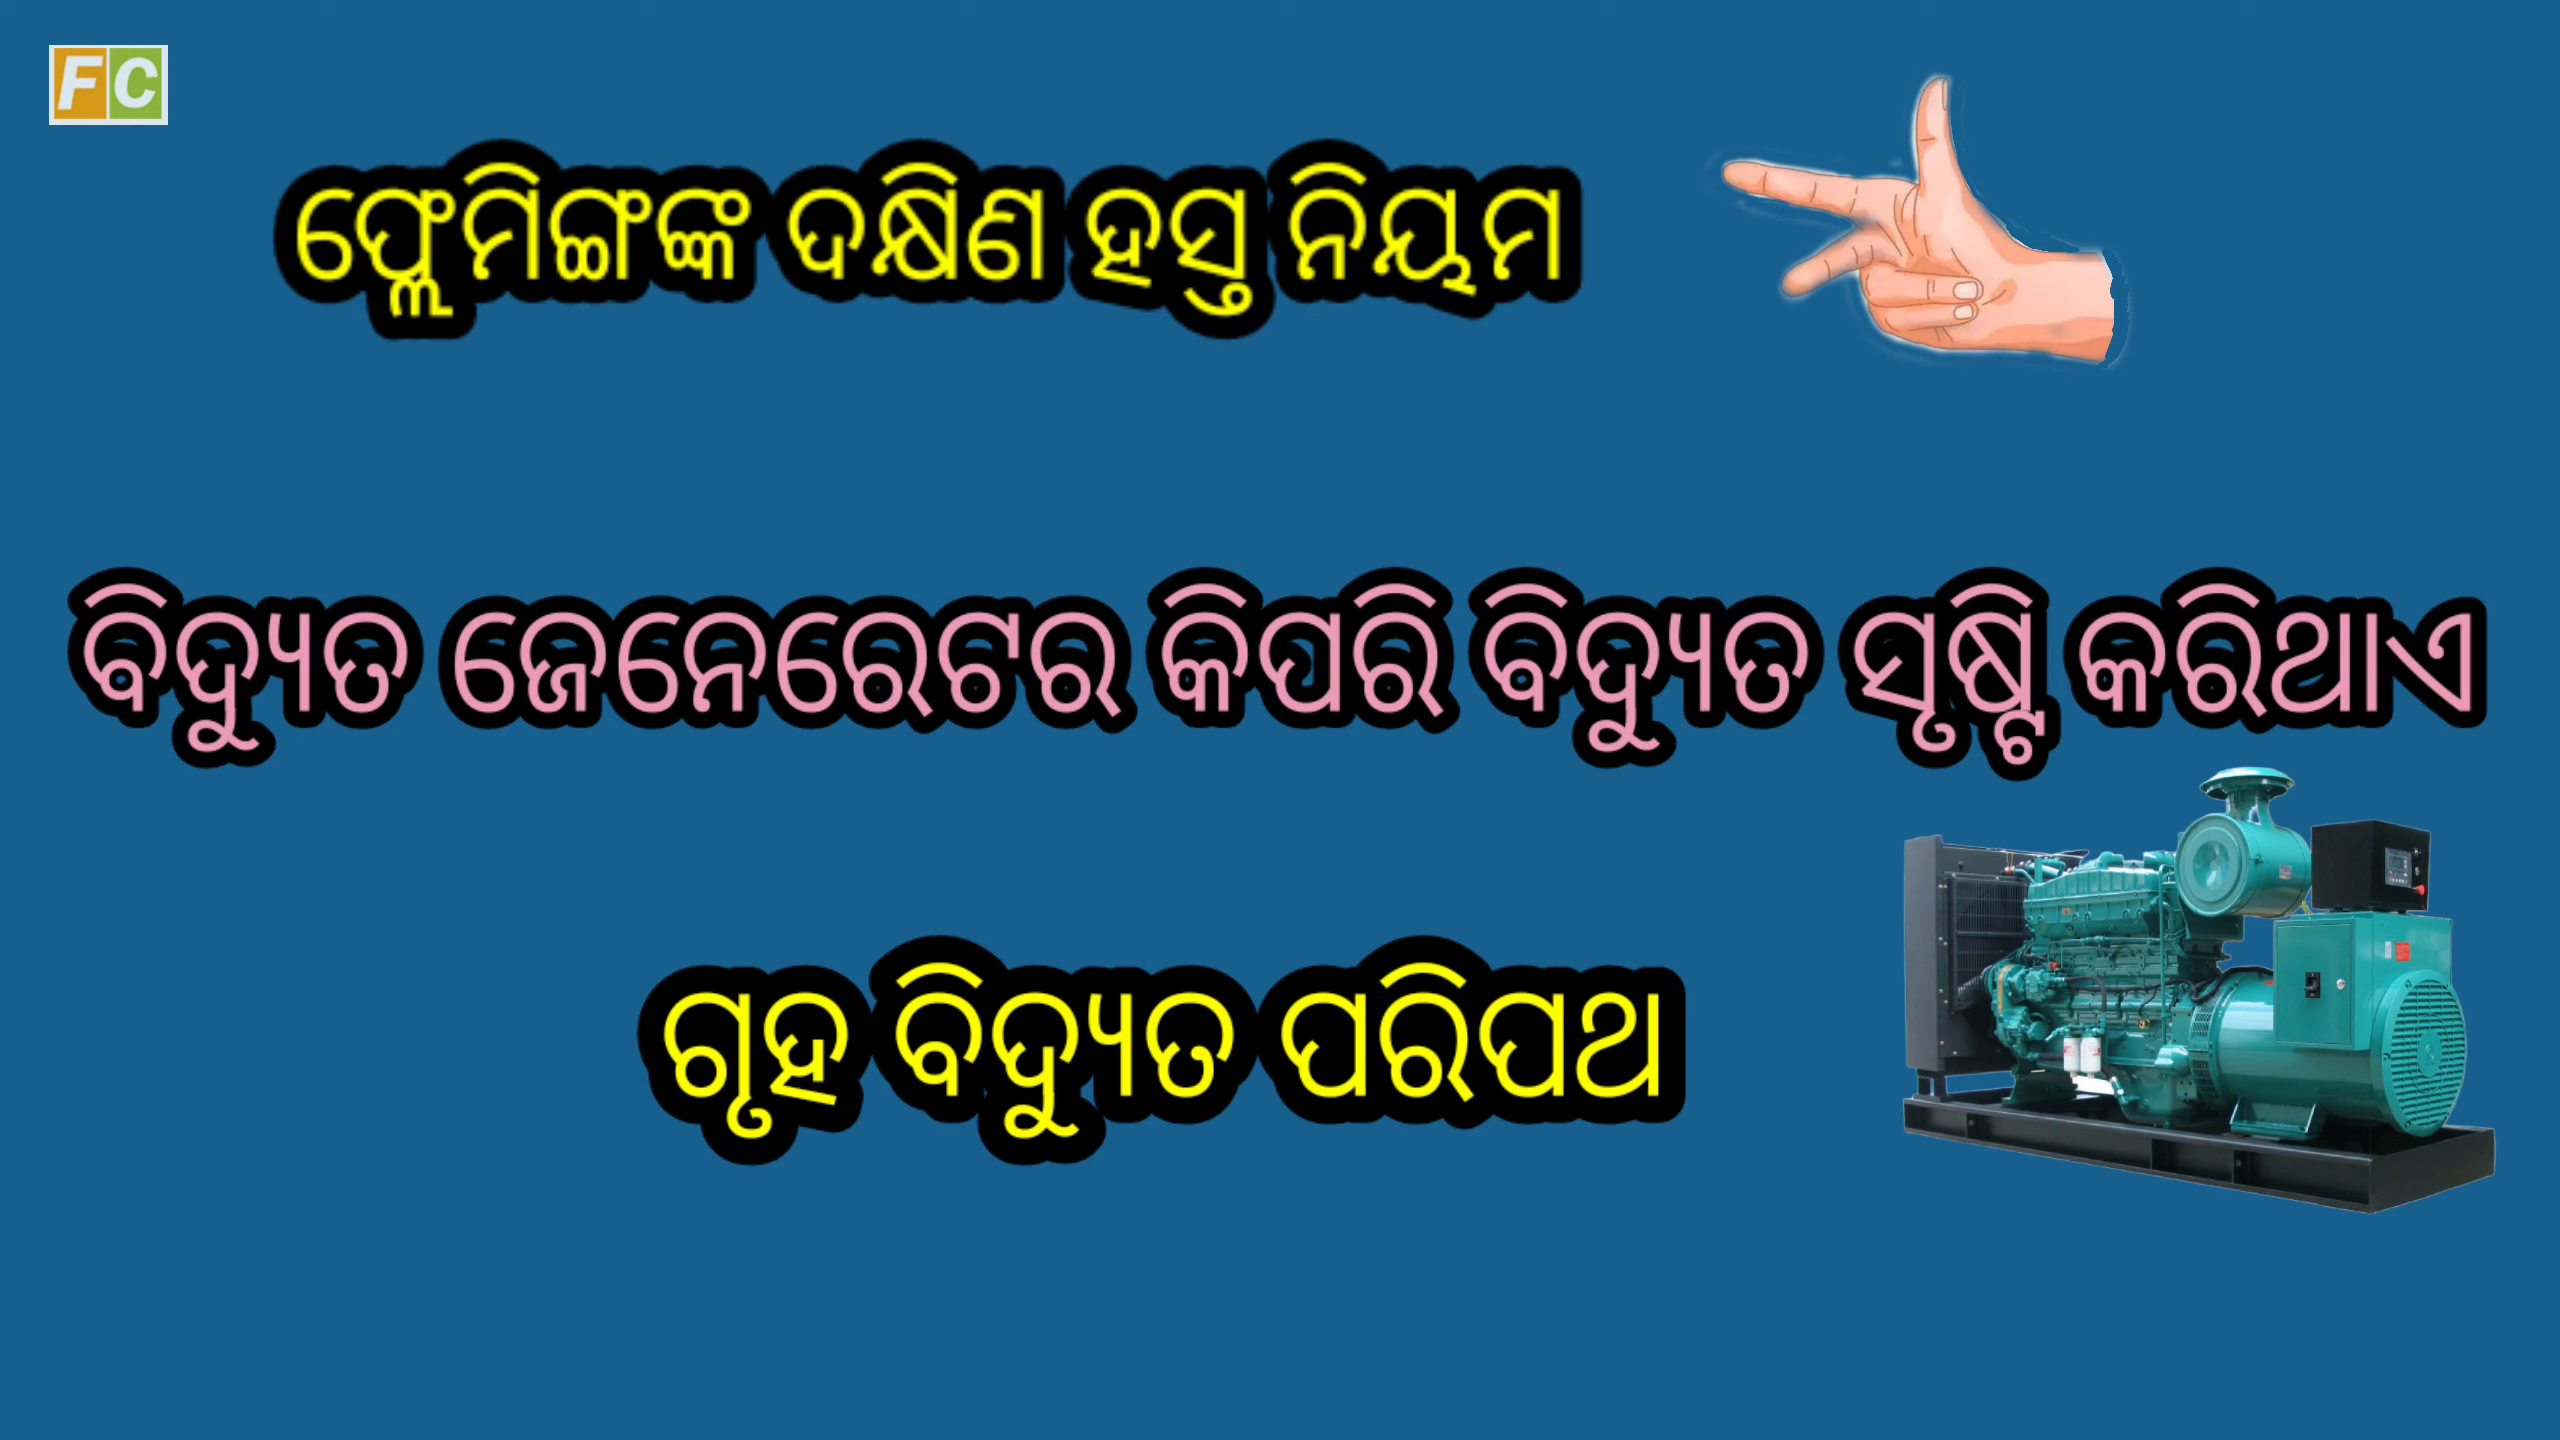 FC
ଫ୍ଲେମିଙ୍ଗଙ୍କ ଦକ୍ଷିଣ ହସ୍ତ ନିୟମ
ବିଦ୍ୟୁତ ଜେନେରେଟର କିପରି ବିଦ୍ୟୁତ ସୃଷ୍ଟି କରିଥାଏ
ଗୃହ ବିଦ୍ୟୁତ ପରିପଥ